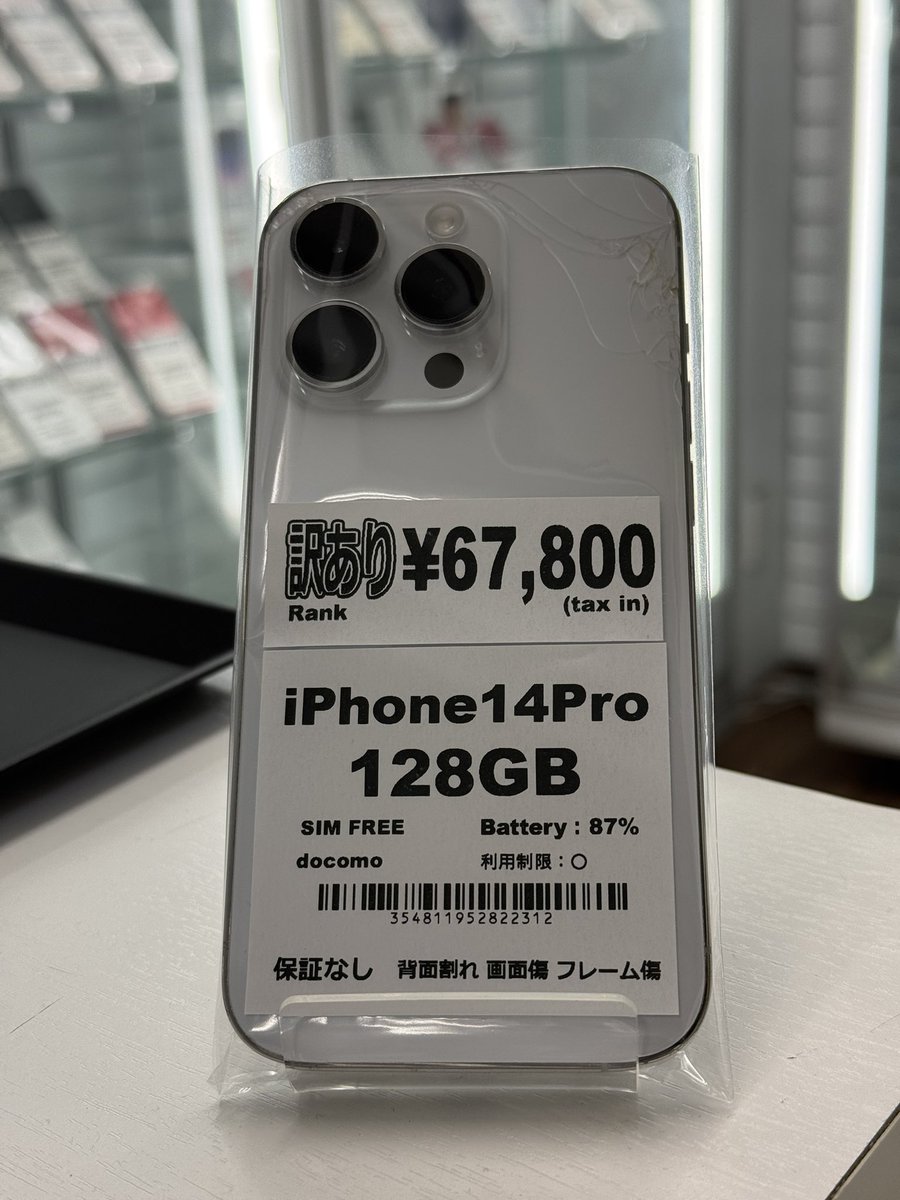 訳あり ¥67,800
Rank (tax in)
iPhone14Pro
128GB
SIM FREE Battery : 87%
docomo 利用制限 : ○
354811952822312
保証なし 背面割れ 画面傷 フレーム傷